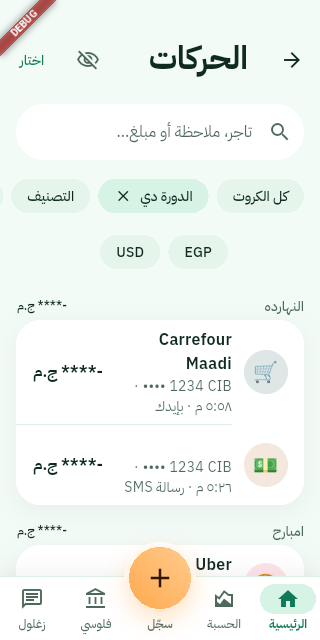 DEBUG
الحركات
اختار
تاجر، ملاحظة أو مبلغ...
كل الكروت
الدورة دي
التصنيف
EGP
USD
النهارده
-**** ج.م
Carrefour
Maadi
-**** ج.م
CIB 1234 •••• ·
٥:٥٨ م · بإيدك
CIB 1234 •••• ·
-**** ج.م
٥:٢٦ م · رسالة SMS
امبارح
-**** ج.م
Uber
الرئيسية
الحسبة
سجّل
فلوسي
زغلول